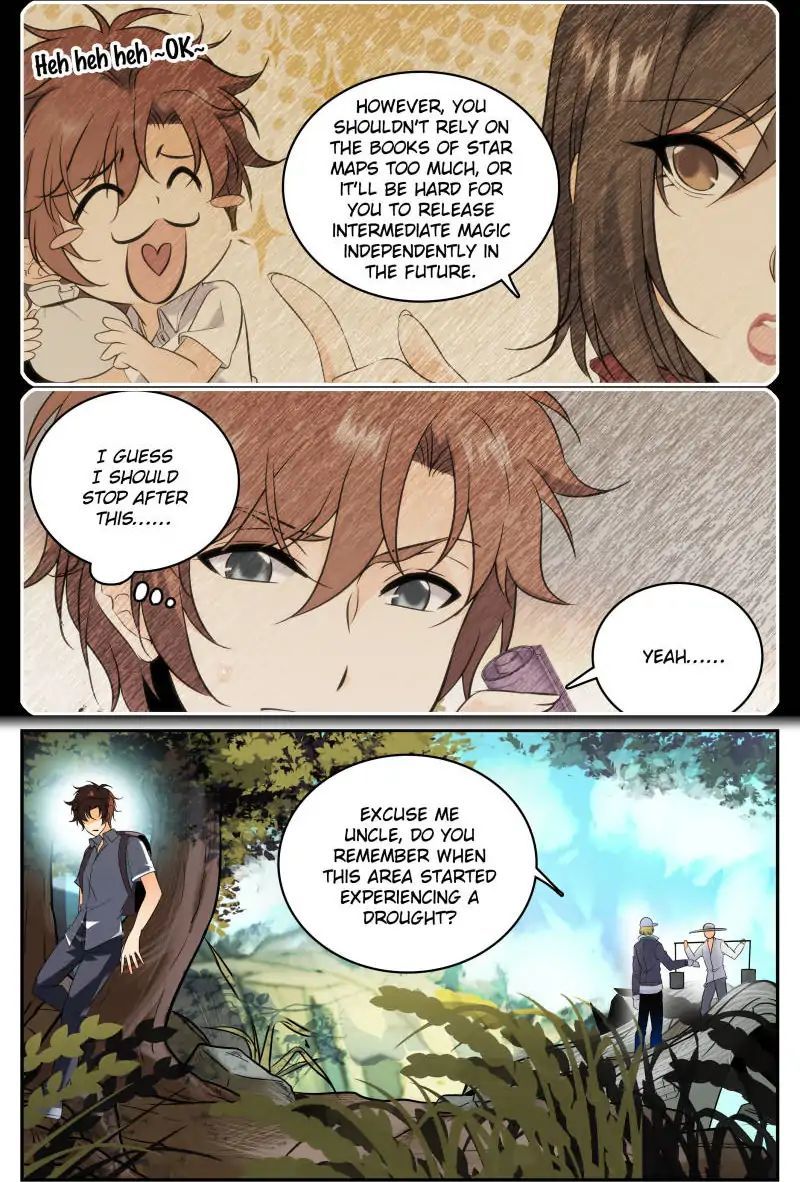 Heh heh heh ~OK~
HOWEVER, YOU
SHOULDN'T RELY ON
THE BOOKS OF STAR
MAPS TOO MUCH, OR
IT'LL BE HARD FOR
YOU TO RELEASE
INTERMEDIATE MAGIC
INDEPENDENTLY IN
THE FUTURE.
I GUESS
I SHOULD
STOP AFTER
THIS......
YEAH......
EXCUSE ME
UNCLE, DO YOU
REMEMBER WHEN
THIS AREA STARTED
EXPERIENCING A
DROUGHT?